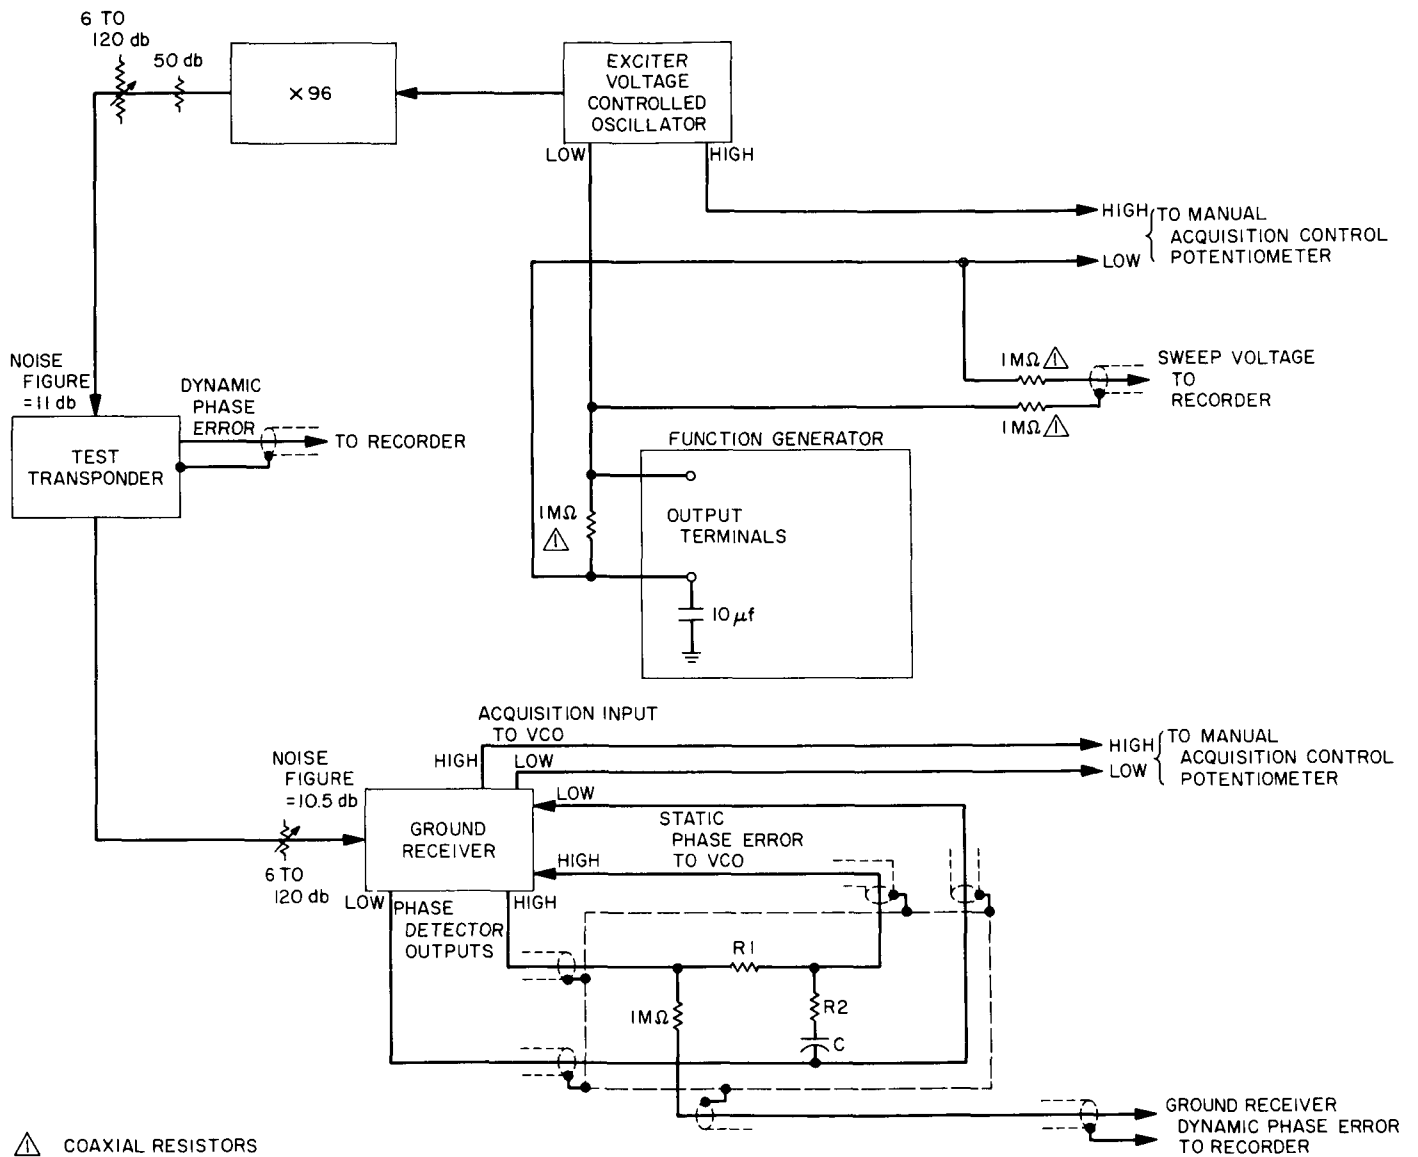 6 TO
120 db
50 db
× 96
EXCITER
VOLTAGE
CONTROLLED
OSCILLATOR
LOW
HIGH
HIGH
LOW
TO MANUAL
ACQUISITION CONTROL
POTENTIOMETER
NOISE
FIGURE
=11 db
DYNAMIC
PHASE
ERROR
TO RECORDER
TEST
TRANSPONDER
1MΩ 1
SWEEP VOLTAGE
TO
RECORDER
1MΩ 1
FUNCTION GENERATOR
1MΩ
1
OUTPUT
TERMINALS
10 μf
ACQUISITION INPUT
TO VCO
HIGH
LOW
HIGH
LOW
TO MANUAL
ACQUISITION CONTROL
POTENTIOMETER
NOISE
FIGURE
=10.5 db
6 TO
120 db
GROUND
RECEIVER
LOW
STATIC
PHASE ERROR
TO VCO
HIGH
LOW
PHASE
DETECTOR
OUTPUTS
HIGH
R1
R2
C
1MΩ
GROUND RECEIVER
DYNAMIC PHASE ERROR
TO RECORDER
1 COAXIAL RESISTORS